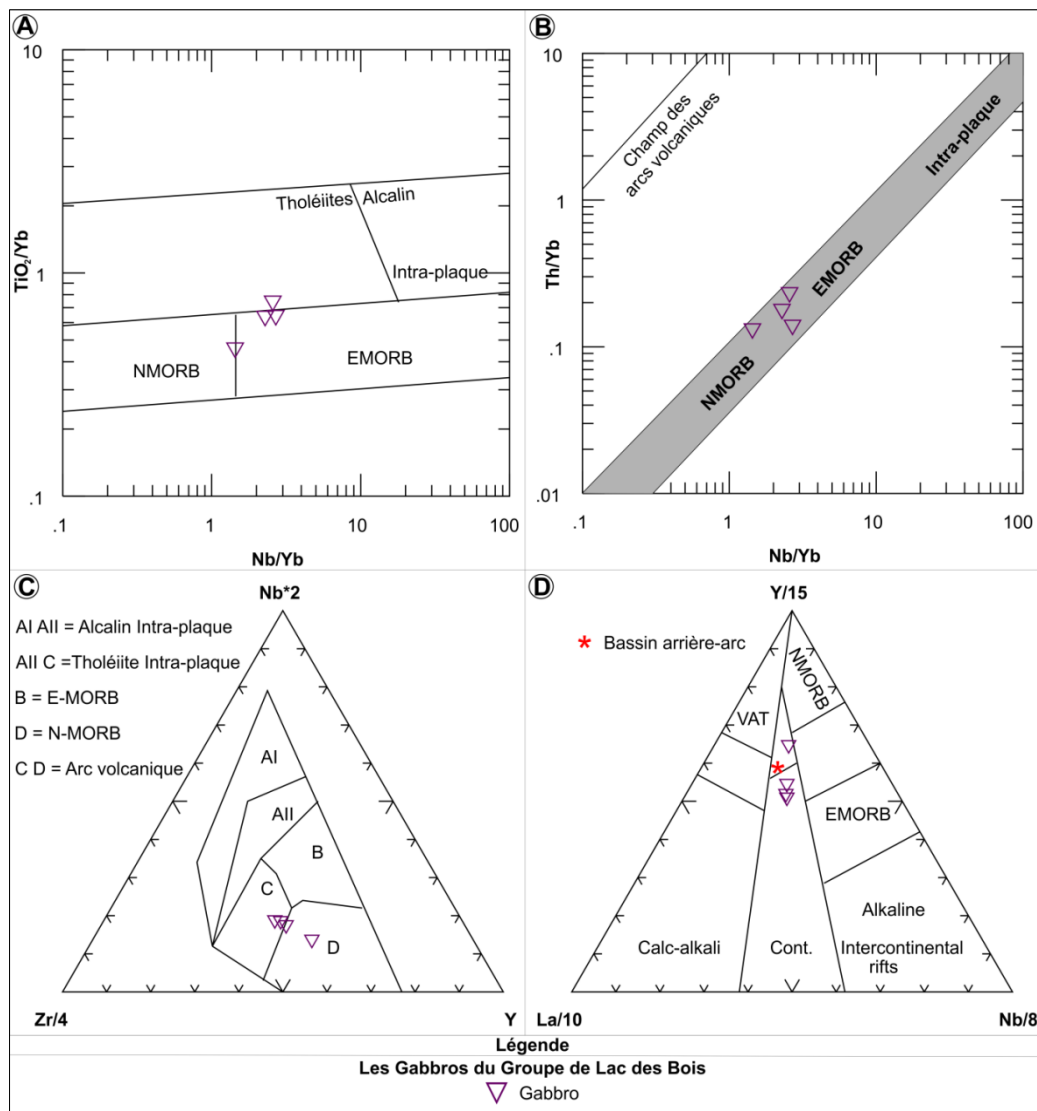 A
10
1
.1
TiO₂/Yb
Tholéiites
Alcalin
Intra-plaque
NMORB
EMORB
.1
1
10
100
Nb/Yb
B
10
1
.1
.01
Th/Yb
Champ des
arcs volcaniques
Intra-plaque
EMORB
NMORB
.1
1
10
100
Nb/Yb
C
Nb*2
AI AII = Alcalin Intra-plaque
AII C =Tholéiite Intra-plaque
B = E-MORB
D = N-MORB
C D = Arc volcanique
AI
AII
B
C
D
Zr/4
Y
D
Y/15
* Bassin arrière-arc
NMORB
VAT
EMORB
Alkaline
Calc-alkali
Cont.
Intercontinental
rifts
La/10
Nb/8
Légende
Les Gabbros du Groupe de Lac des Bois
Gabbro